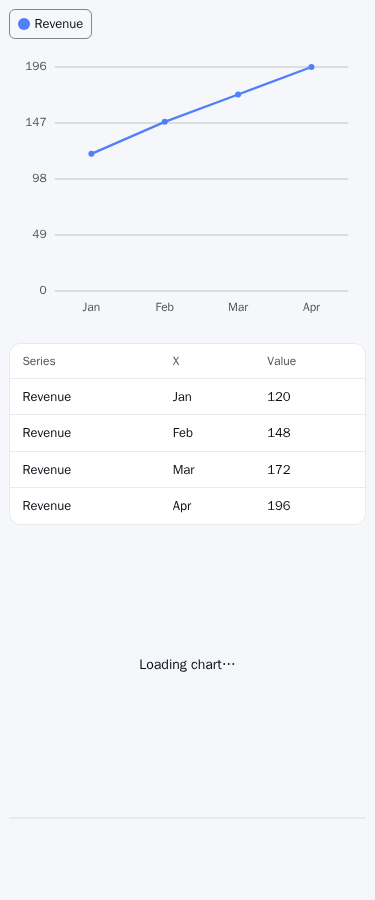 Revenue
196
147
98
49
0
Jan Feb Mar Apr
Series X Value
Revenue Jan 120
Revenue Feb 148
Revenue Mar 172
Revenue Apr 196
Loading chart…